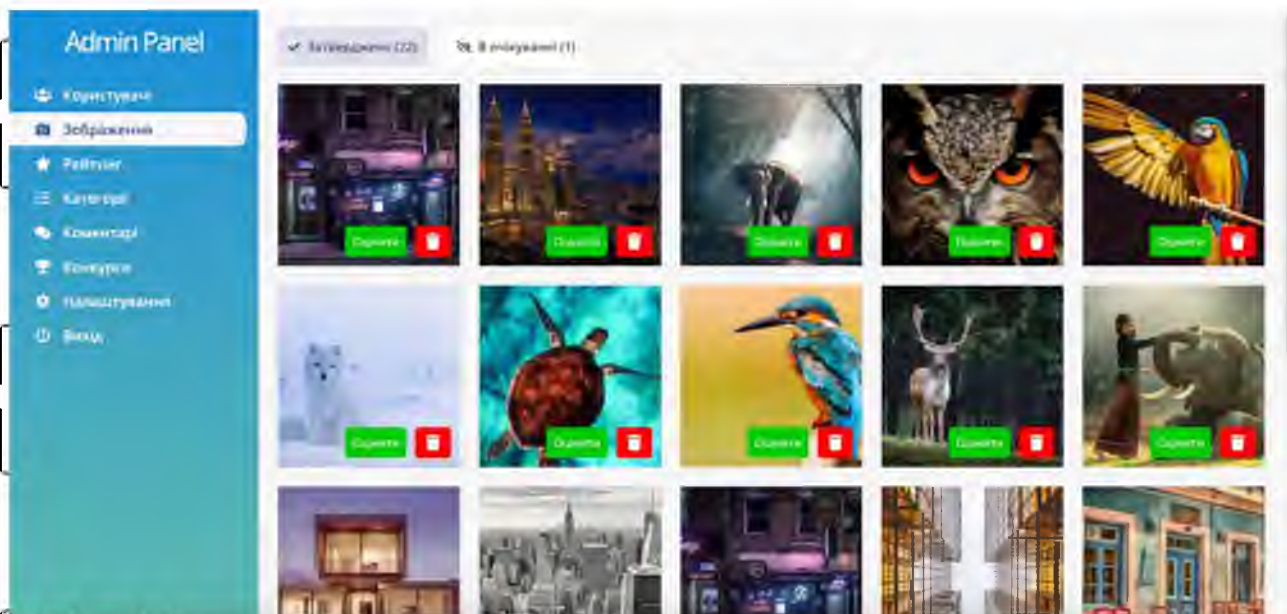 Admin Panel
Затверджені (22)
В очікуванні (1)
Користувачі
Зображення
Рейтинг
Категорії
Коментарі
Конкурси
Налаштування
Вихід
Оцінити
Оцінити
Оцінити
Оцінити
Оцінити
Оцінити
Оцінити
Оцінити
Оцінити
Оцінити